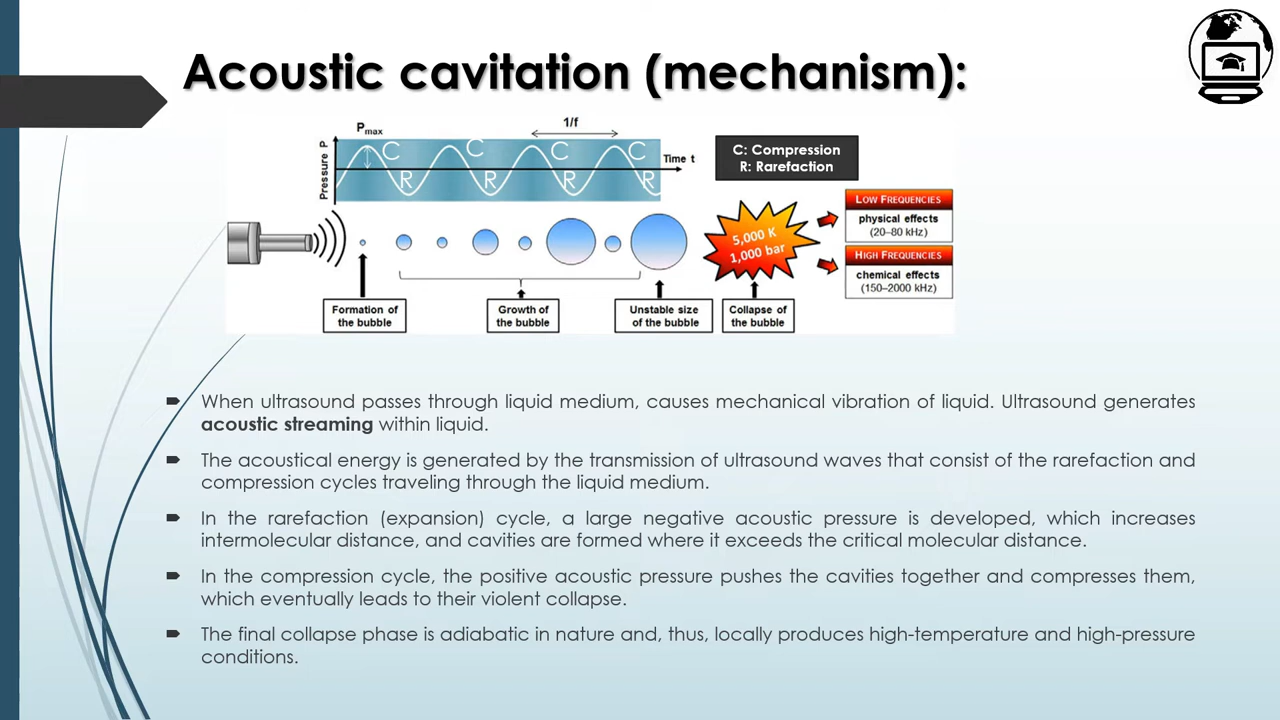 Acoustic cavitation (mechanism):
Pmax
1/f
Pressure P
C C C C
R R R R
Time t
C: Compression
R: Rarefaction
LOW FREQUENCIES
physical effects
(20–80 kHz)
5,000 K
1,000 bar
HIGH FREQUENCIES
chemical effects
(150–2000 kHz)
Formation of
the bubble
Growth of
the bubble
Unstable size
of the bubble
Collapse of
the bubble
When ultrasound passes through liquid medium, causes mechanical vibration of liquid. Ultrasound generates
acoustic streaming within liquid.
The acoustical energy is generated by the transmission of ultrasound waves that consist of the rarefaction and
compression cycles traveling through the liquid medium.
In the rarefaction (expansion) cycle, a large negative acoustic pressure is developed, which increases
intermolecular distance, and cavities are formed where it exceeds the critical molecular distance.
In the compression cycle, the positive acoustic pressure pushes the cavities together and compresses them,
which eventually leads to their violent collapse.
The final collapse phase is adiabatic in nature and, thus, locally produces high-temperature and high-pressure
conditions.